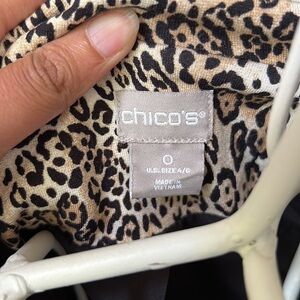 chico's®
0
U.S. SIZE 4/6
MADE IN
VIETNAM